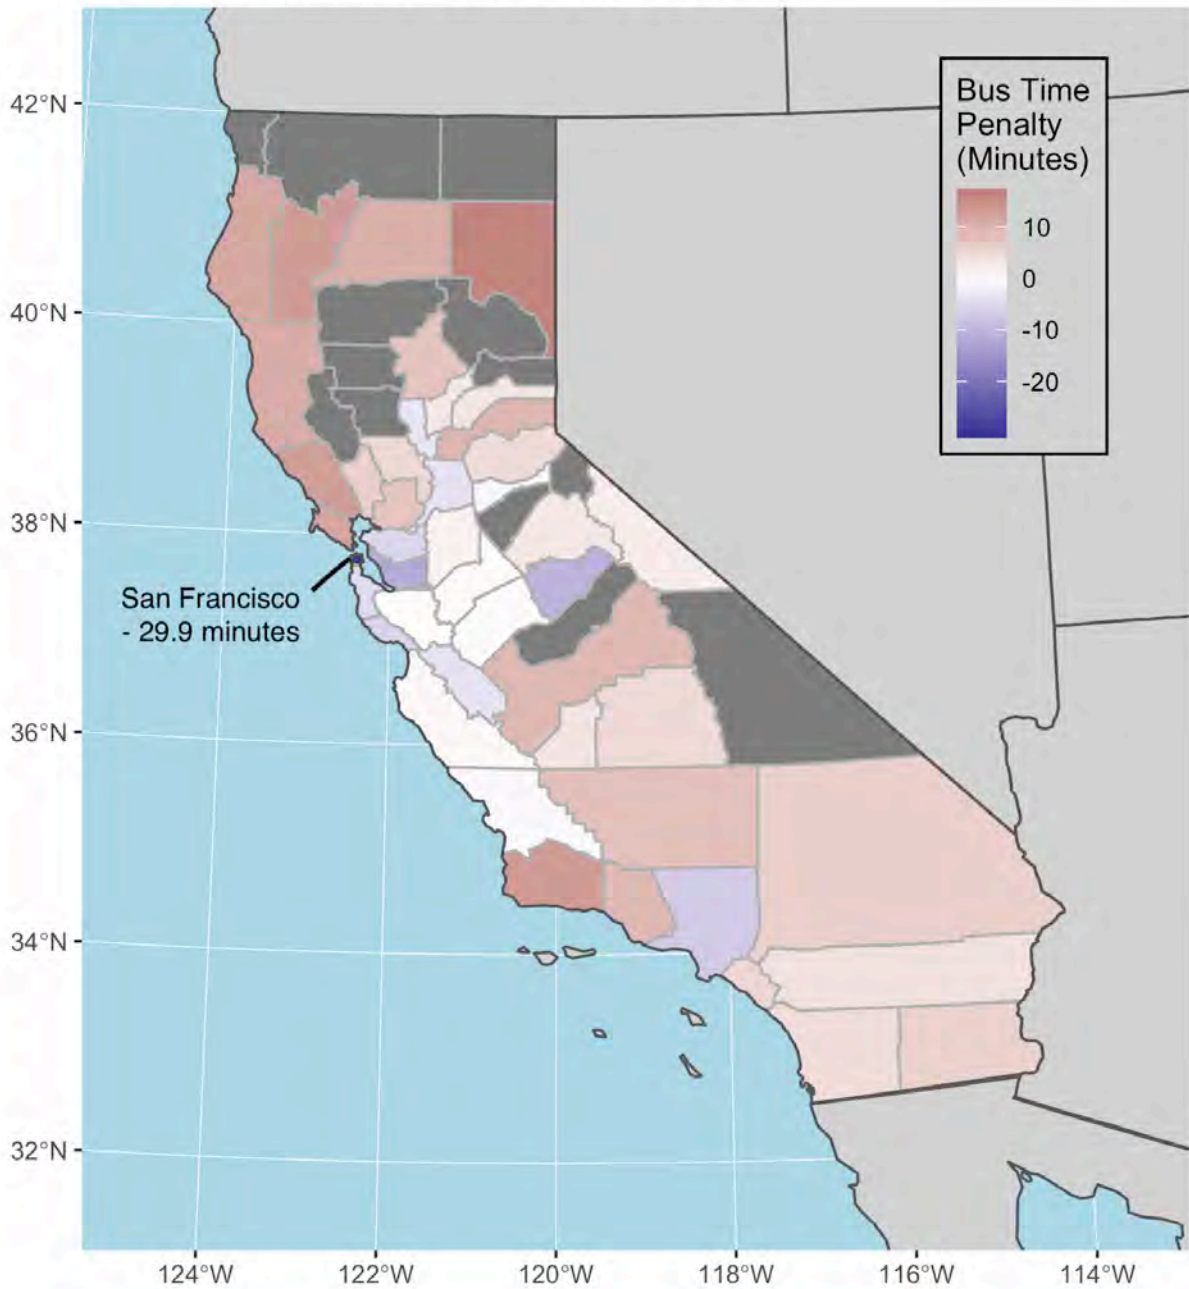 Bus Time
Penalty
(Minutes)
10
0
-10
-20
42°N
40°N
38°N
36°N
34°N
32°N
San Francisco
- 29.9 minutes
124°W
122°W
120°W
118°W
116°W
114°W